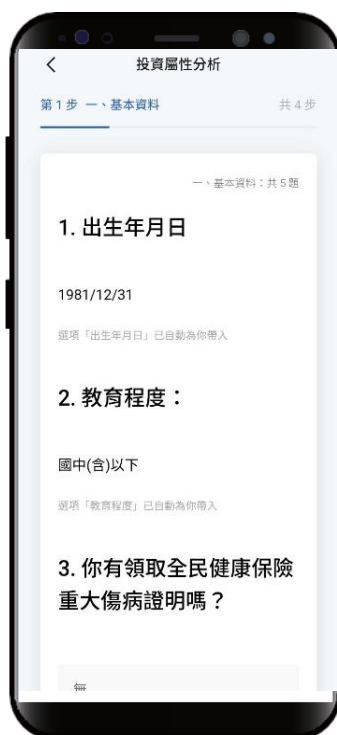 投資屬性分析
第 1 步 一、基本資料
共 4 步
一、基本資料：共 5 題
1. 出生年月日
1981/12/31
選項「出生年月日」已自動為你帶入
2. 教育程度：
國中(含)以下
選項「教育程度」已自動為你帶入
3. 你有領取全民健康保險
重大傷病證明嗎？
無